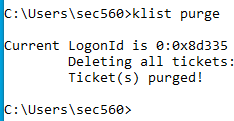 C:\Users\sec560>klist purge
Current LogonId is 0:0x8d335
Deleting all tickets:
Ticket(s) purged!
C:\Users\sec560>